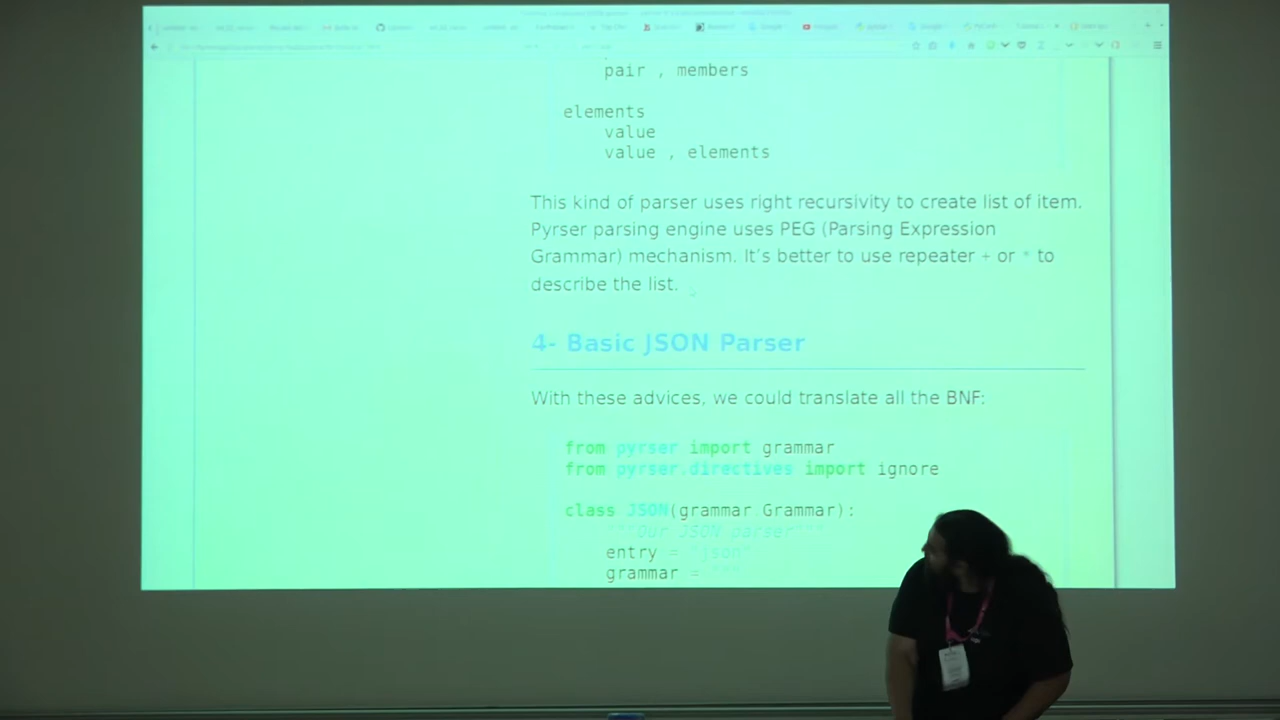 pair , members
elements
value
value , elements
This kind of parser uses right recursivity to create list of item.
Pyrser parsing engine uses PEG (Parsing Expression
Grammar) mechanism. It's better to use repeater + or * to
describe the list.
4- Basic JSON Parser
With these advices, we could translate all the BNF:
from pyrser import grammar
from pyrser.directives import ignore
class JSON(grammar.Grammar):
"""Our JSON parser"""
entry = "json"
grammar = """